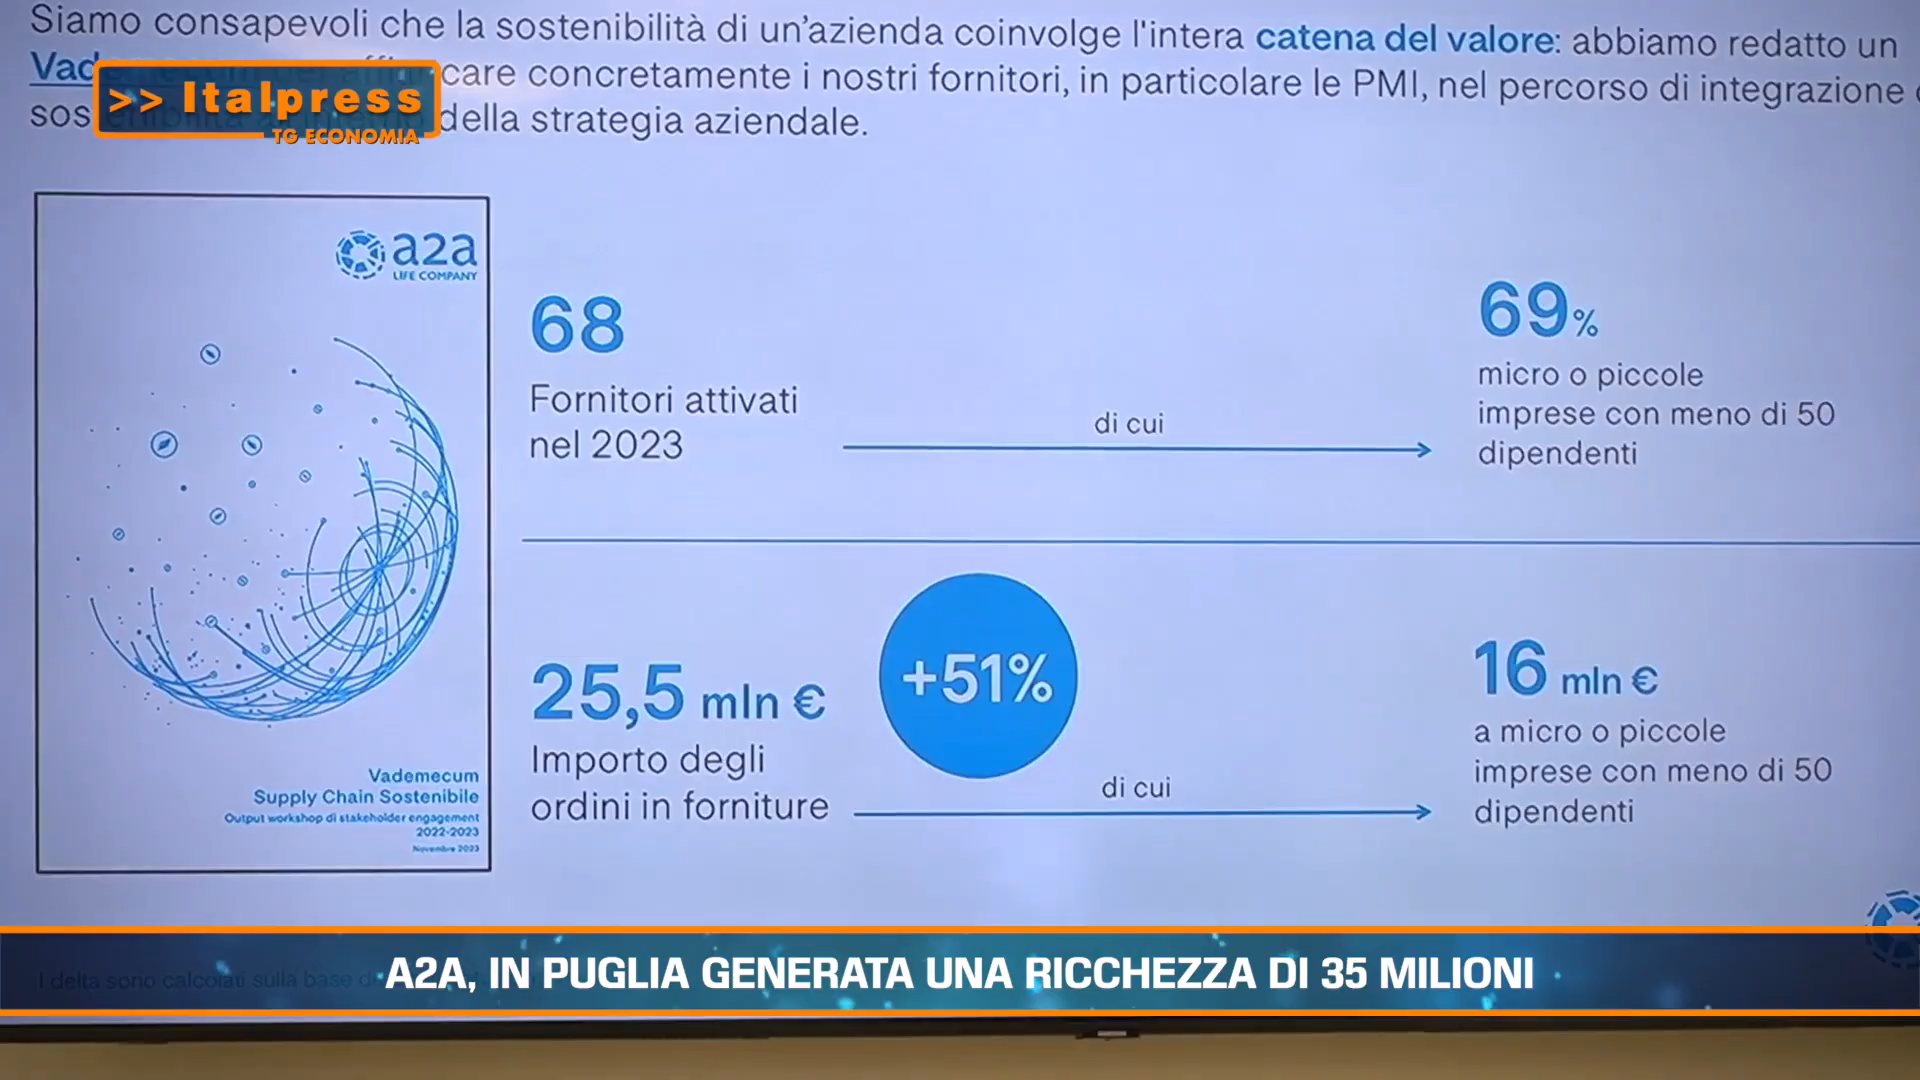 Siamo consapevoli che la sostenibilità di un'azienda coinvolge l'intera catena del valore: abbiamo redatto un
care concretamente i nostri fornitori, in particolare le PMI, nel percorso di integrazione
della strategia aziendale.
>> Italpress
TG ECONOMIA
a2a
LIFE COMPANY
Vademecum
Supply Chain Sostenibile
Output workshop di stakeholder engagement
2022-2023
Novembre 2023
68
Fornitori attivati
nel 2023
di cui
69%
micro o piccole
imprese con meno di 50
dipendenti
25,5 mln €
Importo degli
ordini in forniture
+51%
di cui
16 mln €
a micro o piccole
imprese con meno di 50
dipendenti
I delta sono calcolati sulla base
A2A, IN PUGLIA GENERATA UNA RICCHEZZA DI 35 MILIONI